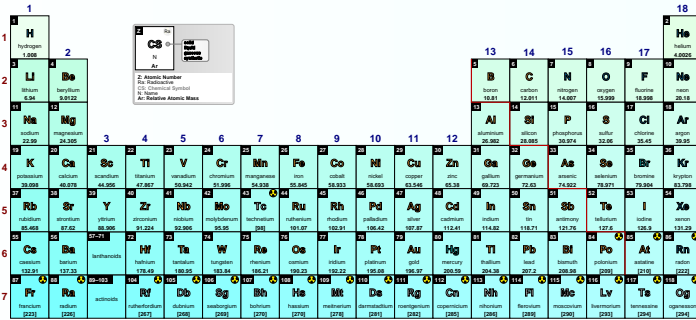 1
18
1
2
1
H
He
hydrogen
helium
1.008
4.0026
Z Ra
CS
solid
liquid
gaseous
synthetic
N
Ar
Z: Atomic Number
Ra: Radioactive
CS: Chemical Symbol
N: Name
Ar: Relative Atomic Mass
2 13 14 15 16 17
3 4 5 6 7 8 9 10
2 Li Be B C N O F Ne
lithium beryllium boron carbon nitrogen oxygen fluorine neon
6.94 9.0122 10.81 12.011 14.007 15.999 18.998 20.18
11 12 13 14 15 16 17 18
3 Na Mg Al Si P S Cl Ar
sodium magnesium aluminium silicon phosphorus sulfur chlorine argon
22.99 24.305 26.982 28.085 30.974 32.06 35.45 39.95
3 4 5 6 7 8 9 10 11 12
19 20 21 22 23 24 25 26 27 28 29 30 31 32 33 34 35 36
4 K Ca Sc Ti V Cr Mn Fe Co Ni Cu Zn Ga Ge As Se Br Kr
potassium calcium scandium titanium vanadium chromium manganese iron cobalt nickel copper zinc gallium germanium arsenic selenium bromine krypton
39.098 40.078 44.956 47.867 50.942 51.996 54.938 55.845 58.933 58.693 63.546 65.38 69.723 72.63 74.922 78.971 79.904 83.798
37 38 39 40 41 42 43 44 45 46 47 48 49 50 51 52 53 54
5 Rb Sr Y Zr Nb Mo Tc Ru Rh Pd Ag Cd In Sn Sb Te I Xe
rubidium strontium yttrium zirconium niobium molybdenum technetium ruthenium rhodium palladium silver cadmium indium tin antimony tellurium iodine xenon
85.468 87.62 88.906 91.224 92.906 95.95 [98] 101.07 102.91 106.42 107.87 112.41 114.82 118.71 121.76 127.6 126.9 131.29
55 56 57–71 72 73 74 75 76 77 78 79 80 81 82 83 84 85 86
6 Cs Ba Hf Ta W Re Os Ir Pt Au Hg Tl Pb Bi Po At Rn
caesium barium lanthanoids hafnium tantalum tungsten rhenium osmium iridium platinum gold mercury thallium lead bismuth polonium astatine radon
132.91 137.33 178.49 180.95 183.84 186.21 190.23 192.22 195.08 196.97 200.59 204.38 207.2 208.98 [209] [210] [222]
87 88 89–103 104 105 106 107 108 109 110 111 112 113 114 115 116 117 118
7 Fr Ra Rf Db Sg Bh Hs Mt Ds Rg Cn Nh Fl Mc Lv Ts Og
francium radium actinoids rutherfordium dubnium seaborgium bohrium hassium meitnerium darmstadtium roentgenium copernicium nihonium flerovium moscovium livermorium tennessine oganesson
[223] [226] [267] [268] [269] [270] [278] [281] [282] [285] [286] [289] [290] [294] [294]